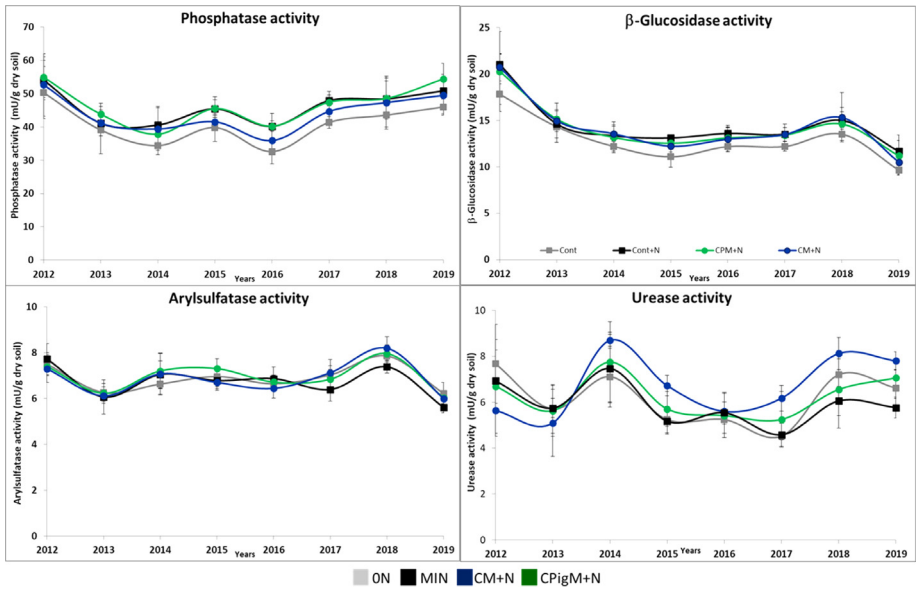 Phosphatase activity
Phosphatase activity (mU/g dry soil)
70
60
50
40
30
20
10
0
2012 2013 2014 2015 2016 2017 2018 2019
Years
β-Glucosidase activity
β-Glucosidase activity (mU/g dry soil)
25
20
15
10
5
0
Cont Cont+N CPM+N CM+N
2012 2013 2014 2015 2016 2017 2018 2019
Years
Arylsulfatase activity
Arylsulfatase activity (mU/g dry soil)
10
8
6
4
2
0
2012 2013 2014 2015 2016 2017 2018 2019
Years
Urease activity
Urease activity (mU/g dry soil)
10
8
6
4
2
0
2012 2013 2014 2015 2016 2017 2018 2019
Years
0N MIN CM+N CPigM+N